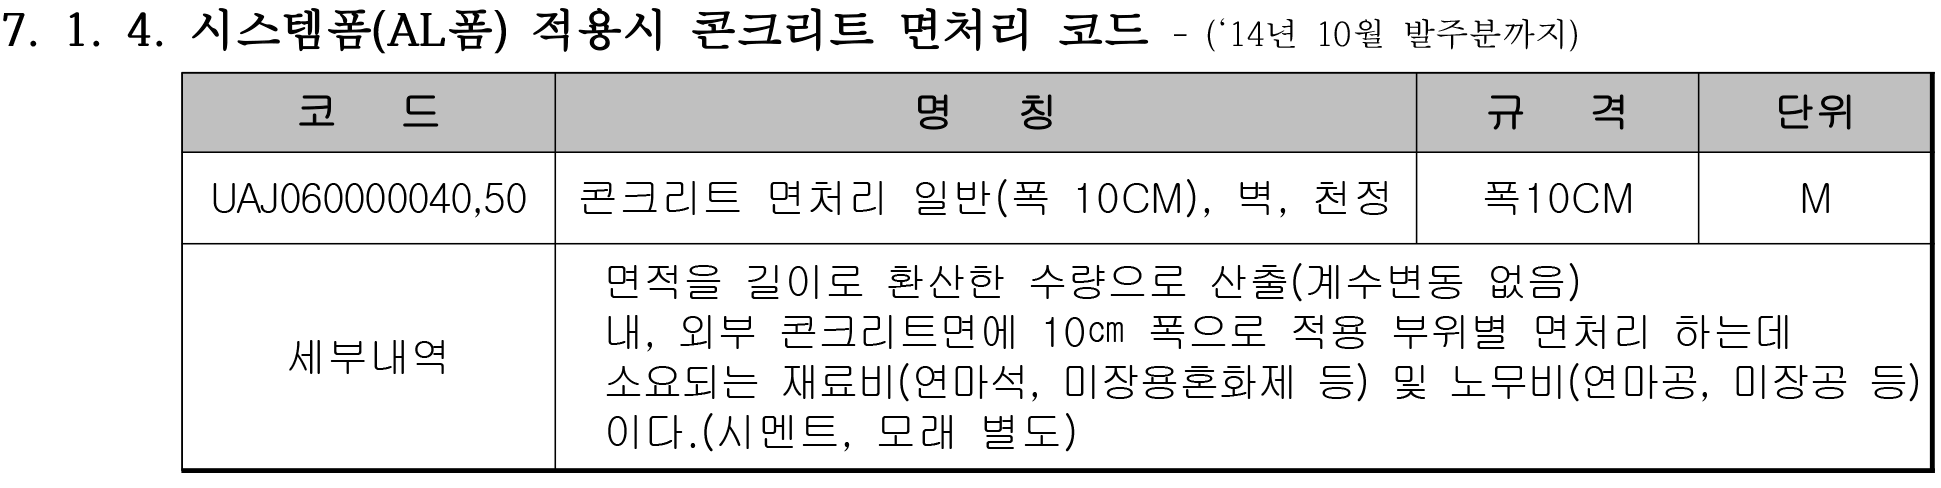 7. 1. 4. 시스템폼(AL폼) 적용시 콘크리트 면처리 코드 - (‘14년 10월 발주분까지)
코 드 명 칭 규 격 단위
UAJ060000040,50 콘크리트 면처리 일반(폭 10CM), 벽, 천정 폭10CM M
세부내역
면적을 길이로 환산한 수량으로 산출(계수변동 없음)
내, 외부 콘크리트면에 10㎝ 폭으로 적용 부위별 면처리 하는데
소요되는 재료비(연마석, 미장용혼화제 등) 및 노무비(연마공, 미장공 등)
이다.(시멘트, 모래 별도)